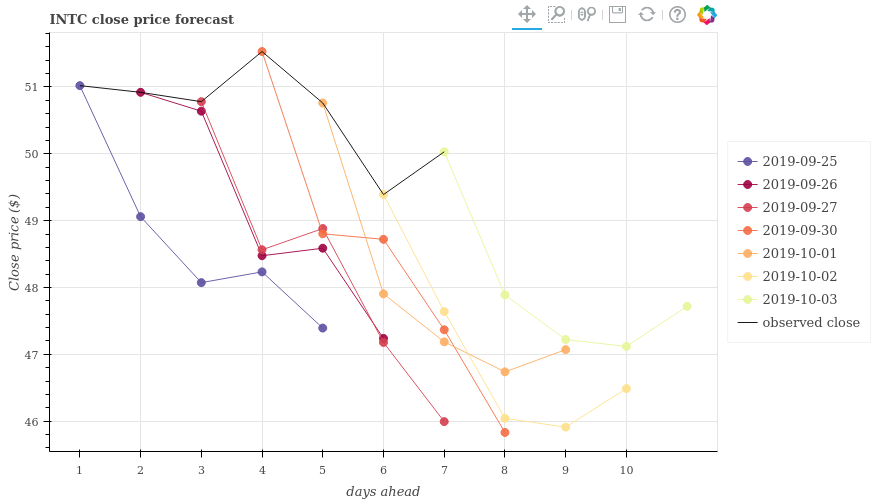 INTC close price forecast
Close price ($)
51
50
49
48
47
46
1 2 3 4 5 6 7 8 9 10
days ahead
2019-09-25
2019-09-26
2019-09-27
2019-09-30
2019-10-01
2019-10-02
2019-10-03
observed close